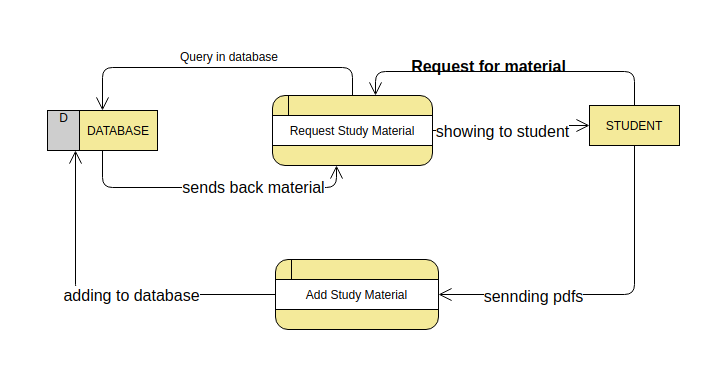 Query in database
Request for material
D
DATABASE
Request Study Material
showing to student
STUDENT
sends back material
adding to database
Add Study Material
sennding pdfs